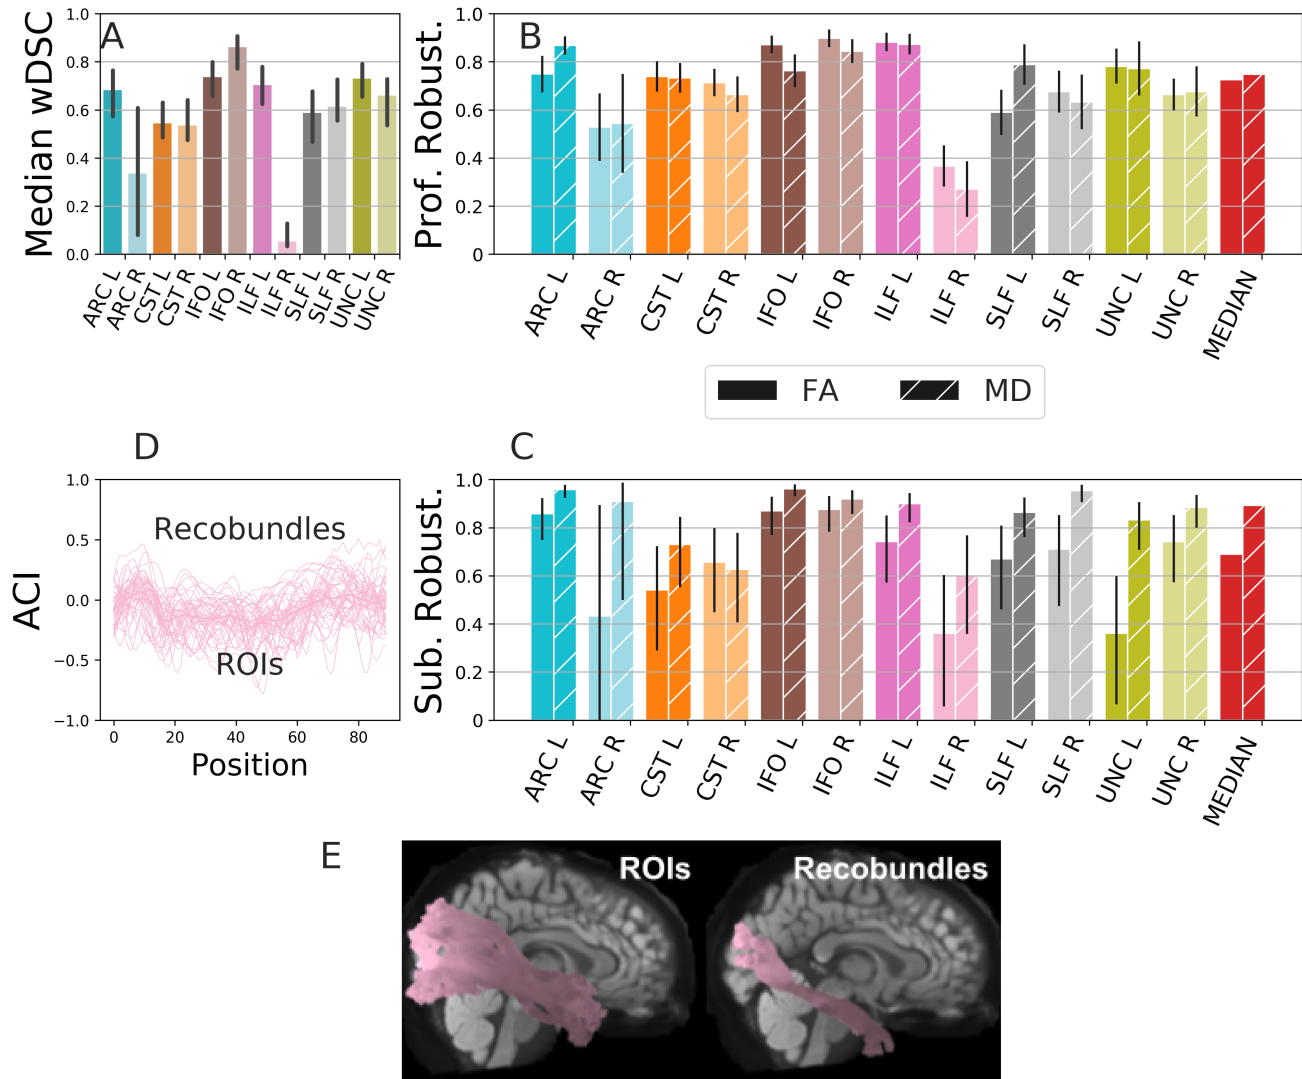 A
Median wDSC
1.0
0.8
0.6
0.4
0.2
0.0
ARC L
ARC R
CST L
CST R
IFO L
IFO R
ILF L
ILF R
SLF L
SLF R
UNC L
UNC R
B
Prof. Robust.
1.0
0.8
0.6
0.4
0.2
0
ARC L
ARC R
CST L
CST R
IFO L
IFO R
ILF L
ILF R
SLF L
SLF R
UNC L
UNC R
MEDIAN
FA
MD
D
ACI
1.0
0.5
0.0
−0.5
−1.0
Recobundles
ROIs
0
20
40
60
80
Position
C
Sub. Robust.
1.0
0.8
0.6
0.4
0.2
0
ARC L
ARC R
CST L
CST R
IFO L
IFO R
ILF L
ILF R
SLF L
SLF R
UNC L
UNC R
MEDIAN
E
ROIs
Recobundles